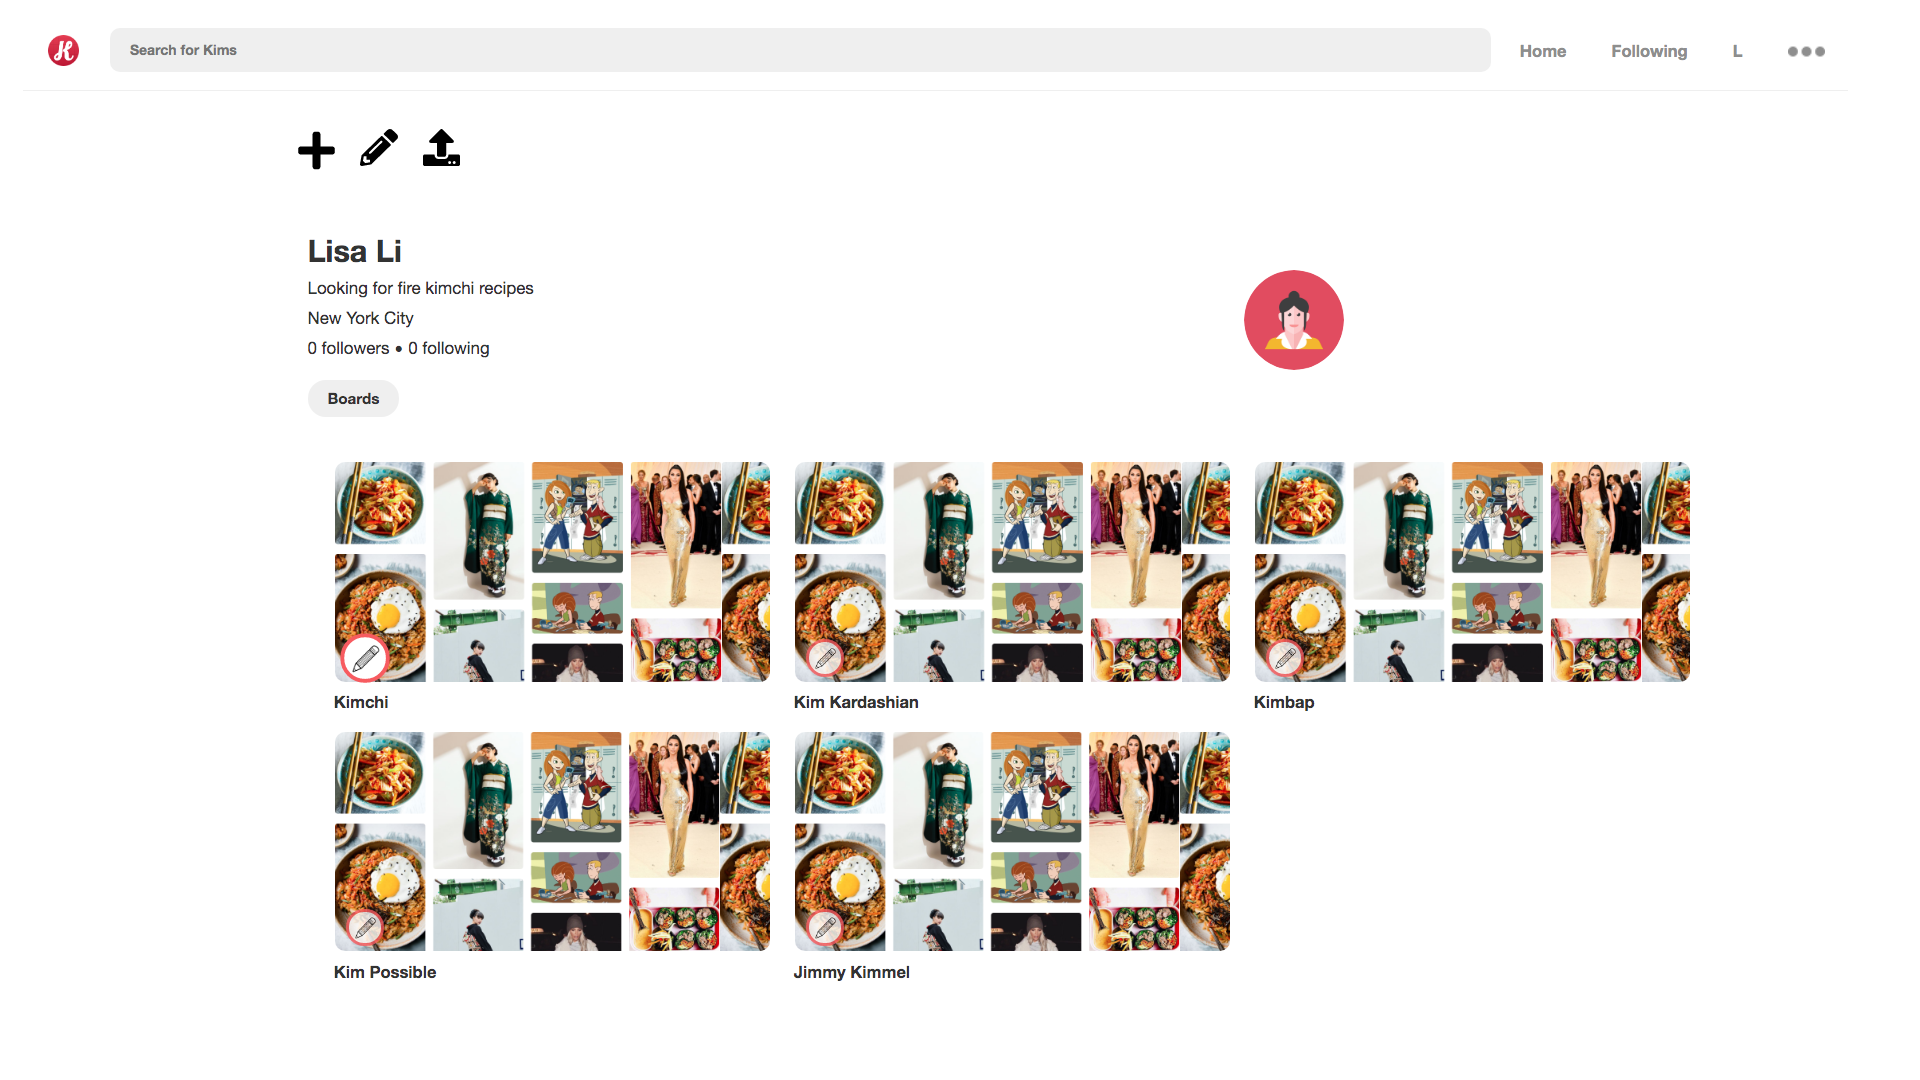 K
Search for Kims
Home
Following
L
Lisa Li
Looking for fire kimchi recipes
New York City
0 followers • 0 following
Boards
Kimchi
Kim Kardashian
Kimbap
Kim Possible
Jimmy Kimmel